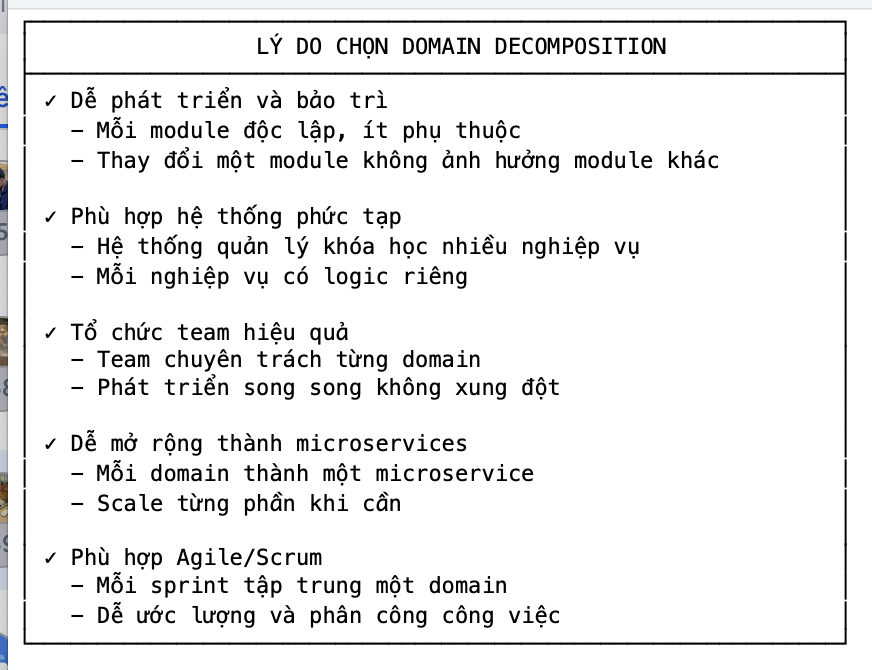 LÝ DO CHỌN DOMAIN DECOMPOSITION
✓ Dễ phát triển và bảo trì
– Mỗi module độc lập, ít phụ thuộc
– Thay đổi một module không ảnh hưởng module khác
✓ Phù hợp hệ thống phức tạp
– Hệ thống quản lý khóa học nhiều nghiệp vụ
– Mỗi nghiệp vụ có logic riêng
✓ Tổ chức team hiệu quả
– Team chuyên trách từng domain
– Phát triển song song không xung đột
✓ Dễ mở rộng thành microservices
– Mỗi domain thành một microservice
– Scale từng phần khi cần
✓ Phù hợp Agile/Scrum
– Mỗi sprint tập trung một domain
– Dễ ước lượng và phân công công việc